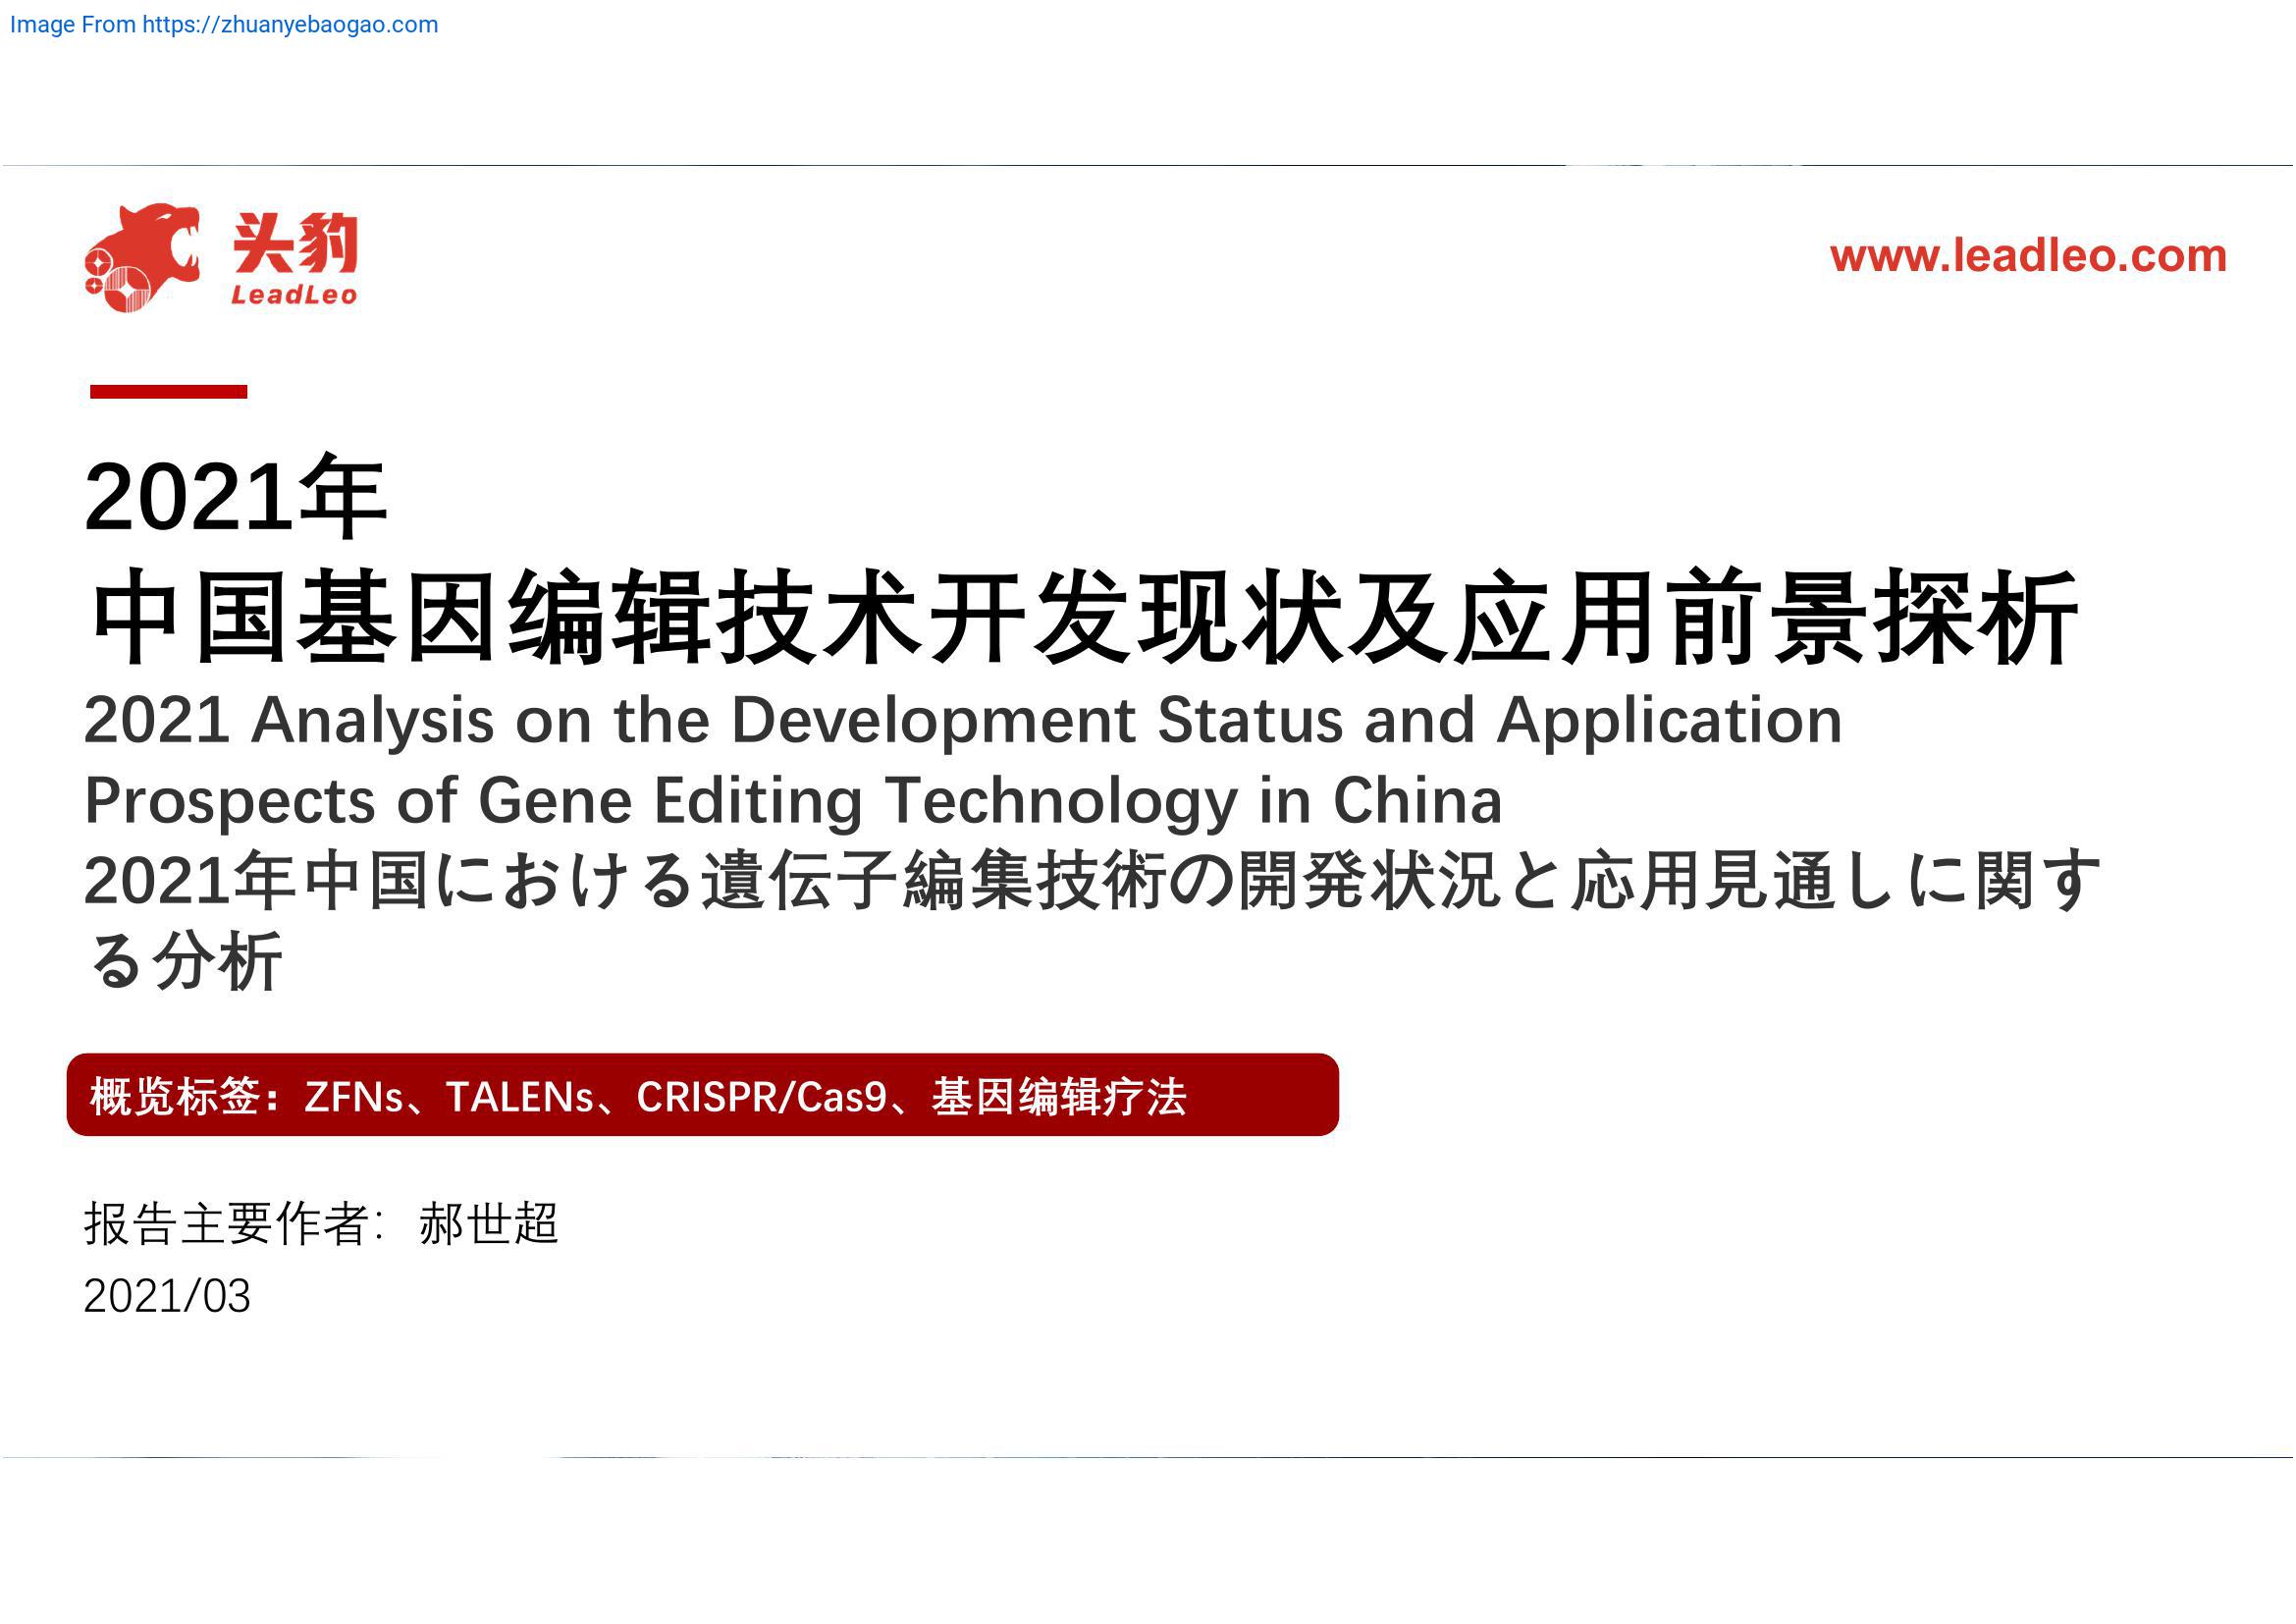 Image From https://zhuanyebaogao.com
头豹
LeadLeo
www.leadleo.com
2021年
中国基因编辑技术开发现状及应用前景探析
2021 Analysis on the Development Status and Application
Prospects of Gene Editing Technology in China
2021年中国における遺伝子編集技術の開発状況と応用見通しに関す
る分析
概览标签：ZFNs、TALENs、CRISPR/Cas9、基因编辑疗法
报告主要作者：郝世超
2021/03